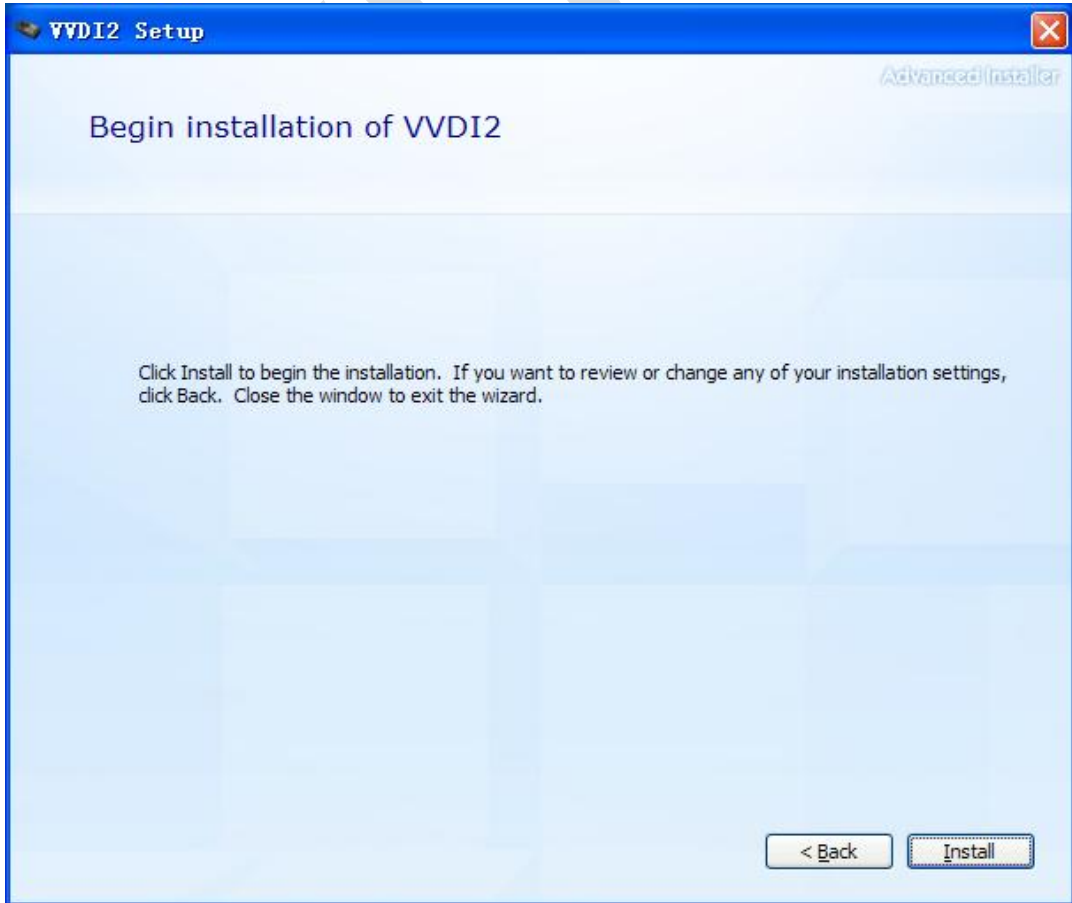 VVDI2 Setup
Advanced Installer
Begin installation of VVDI2
Click Install to begin the installation.  If you want to review or change any of your installation settings,
click Back.  Close the window to exit the wizard.
< Back
Install